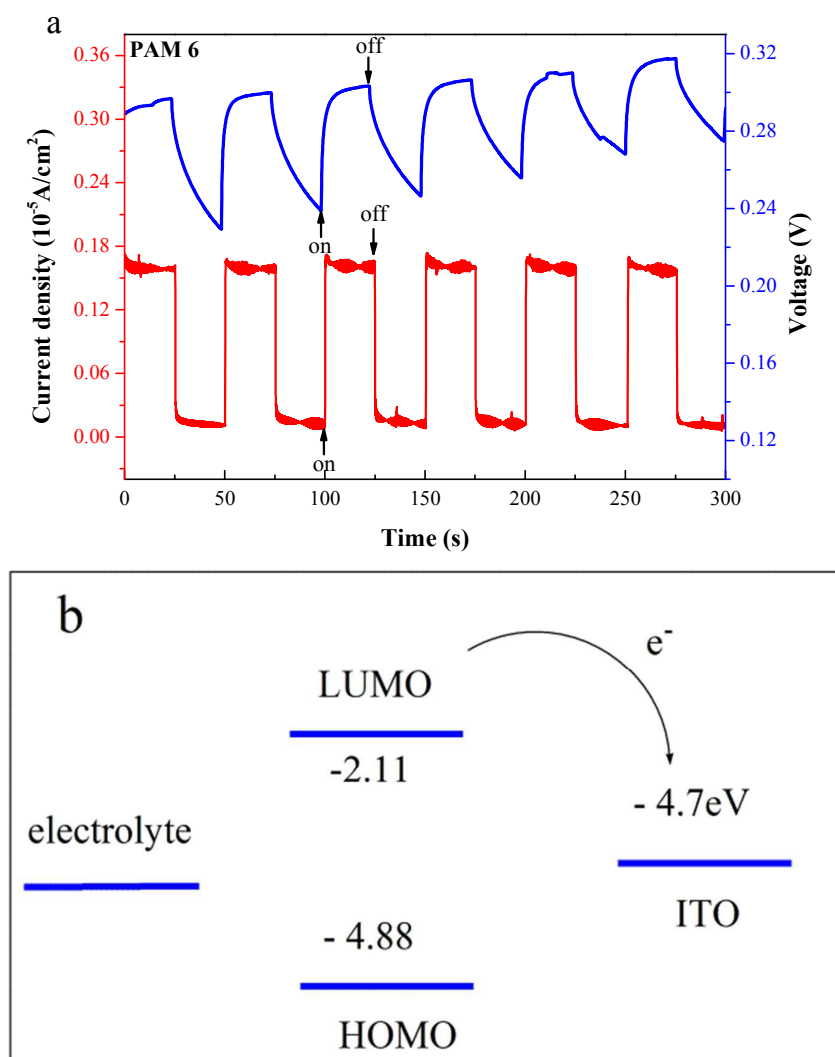 a
PAM 6
off
on
off
on
0.36
0.30
0.24
0.18
0.12
0.06
0.00
Current density (10⁻⁵A/cm²)
0.32
0.28
0.24
0.20
0.16
0.12
Voltage (V)
0 50 100 150 200 250 300
Time (s)
b
e⁻
LUMO
-2.11
- 4.7eV
electrolyte
ITO
- 4.88
HOMO